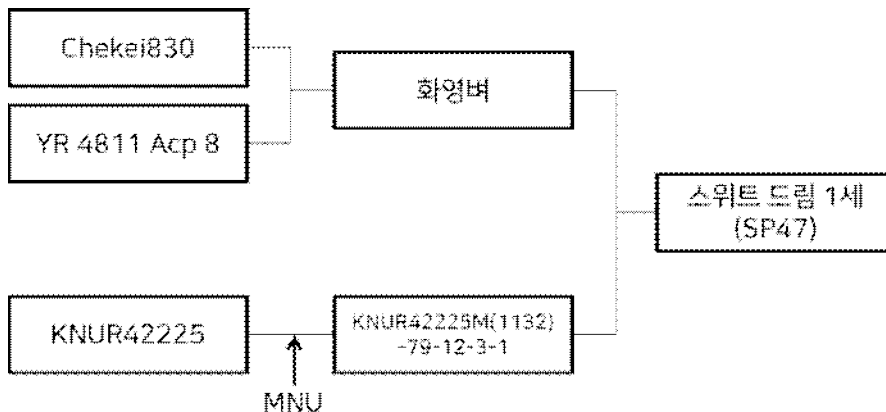 Chekei830
YR 4811 Acp 8
화영벼
스위트 드림 1세
(SP47)
KNUR42225
KNUR42225M(1132)
-79-12-3-1
MNU